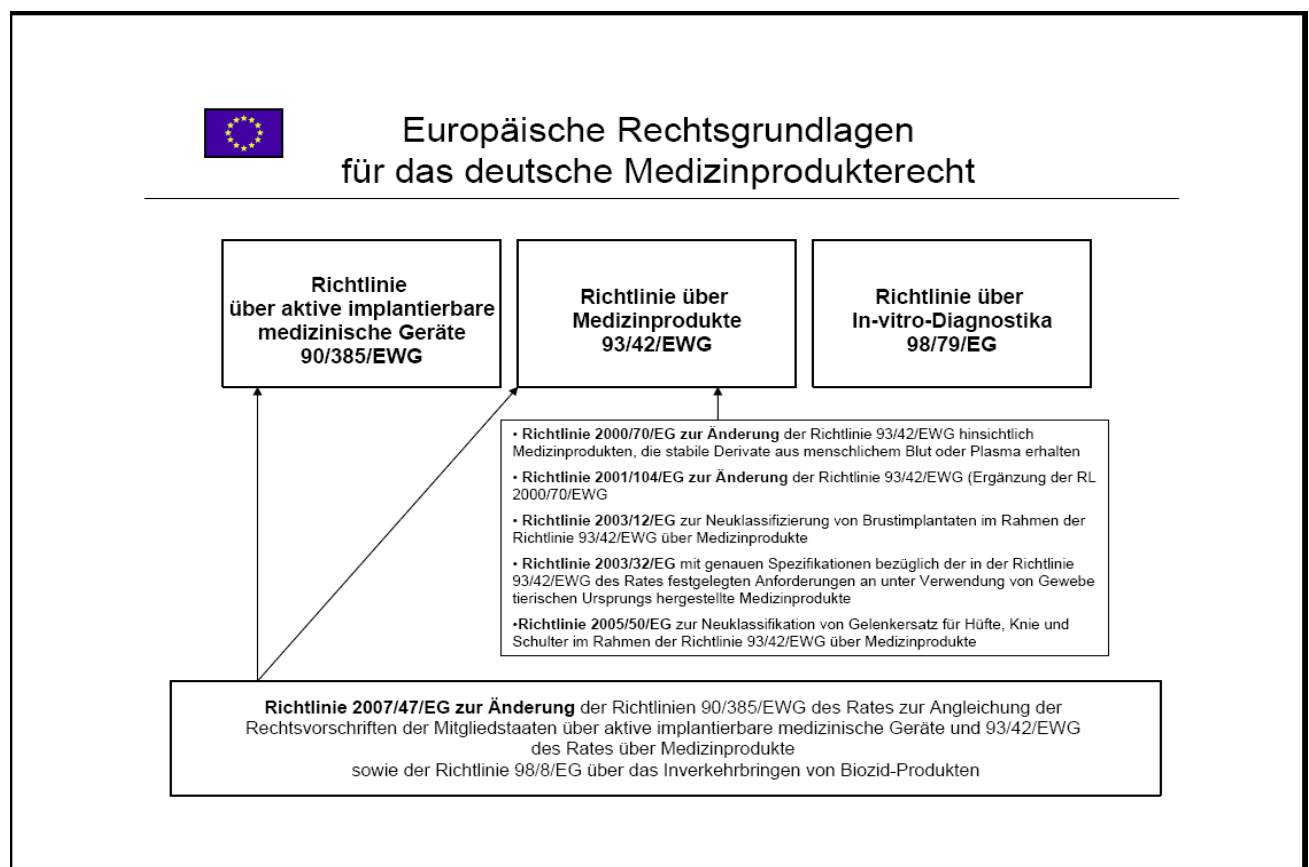 Europäische Rechtsgrundlagen
für das deutsche Medizinprodukterecht
Richtlinie
über aktive implantierbare
medizinische Geräte
90/385/EWG
Richtlinie über
Medizinprodukte
93/42/EWG
Richtlinie über
In-vitro-Diagnostika
98/79/EG
• Richtlinie 2000/70/EG zur Änderung der Richtlinie 93/42/EWG hinsichtlich
Medizinprodukten, die stabile Derivate aus menschlichem Blut oder Plasma erhalten
• Richtlinie 2001/104/EG zur Änderung der Richtlinie 93/42/EWG (Ergänzung der RL
2000/70/EWG
• Richtlinie 2003/12/EG zur Neuklassifizierung von Brustimplantaten im Rahmen der
Richtlinie 93/42/EWG über Medizinprodukte
• Richtlinie 2003/32/EG mit genauen Spezifikationen bezüglich der in der Richtlinie
93/42/EWG des Rates festgelegten Anforderungen an unter Verwendung von Gewebe
tierischen Ursprungs hergestellte Medizinprodukte
•Richtlinie 2005/50/EG zur Neuklassifikation von Gelenkersatz für Hüfte, Knie und
Schulter im Rahmen der Richtlinie 93/42/EWG über Medizinprodukte
Richtlinie 2007/47/EG zur Änderung der Richtlinien 90/385/EWG des Rates zur Angleichung der
Rechtsvorschriften der Mitgliedstaaten über aktive implantierbare medizinische Geräte und 93/42/EWG
des Rates über Medizinprodukte
sowie der Richtlinie 98/8/EG über das Inverkehrbringen von Biozid-Produkten